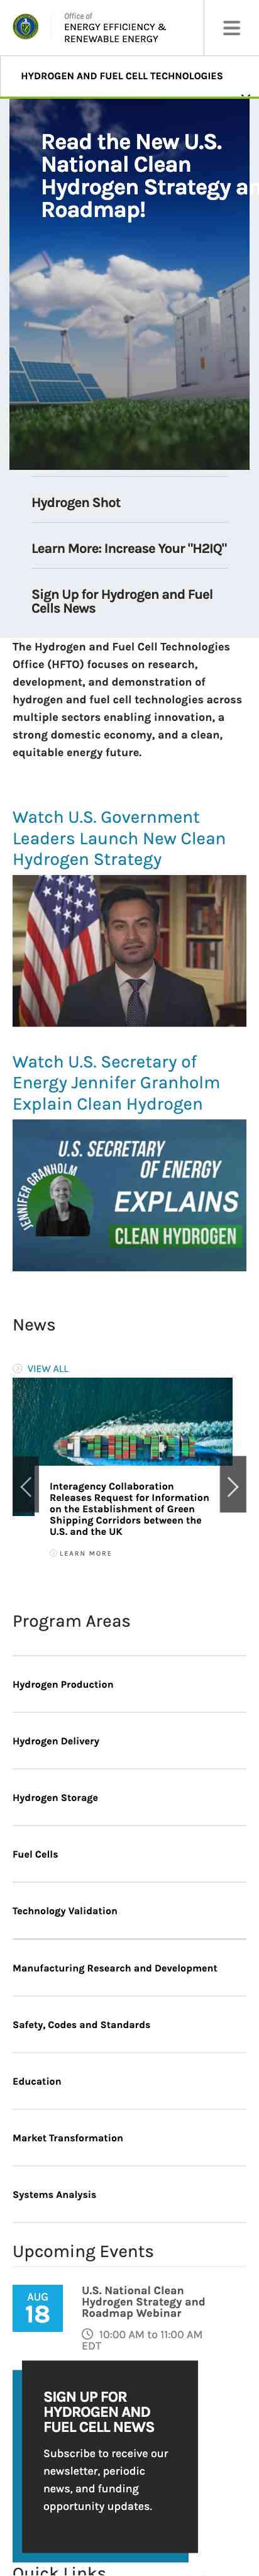 Office of
ENERGY EFFICIENCY &
RENEWABLE ENERGY
HYDROGEN AND FUEL CELL TECHNOLOGIES
Read the New U.S.
National Clean
Hydrogen Strategy an
Roadmap!
Hydrogen Shot
Learn More: Increase Your "H2IQ"
Sign Up for Hydrogen and Fuel
Cells News
The Hydrogen and Fuel Cell Technologies
Office (HFTO) focuses on research,
development, and demonstration of
hydrogen and fuel cell technologies across
multiple sectors enabling innovation, a
strong domestic economy, and a clean,
equitable energy future.
Watch U.S. Government
Leaders Launch New Clean
Hydrogen Strategy
Watch U.S. Secretary of
Energy Jennifer Granholm
Explain Clean Hydrogen
U.S. SECRETARY
OF ENERGY
JENNIFER GRANHOLM
EXPLAINS
CLEAN HYDROGEN
News
VIEW ALL
Interagency Collaboration
Releases Request for Information
on the Establishment of Green
Shipping Corridors between the
U.S. and the UK
LEARN MORE
Program Areas
Hydrogen Production
Hydrogen Delivery
Hydrogen Storage
Fuel Cells
Technology Validation
Manufacturing Research and Development
Safety, Codes and Standards
Education
Market Transformation
Systems Analysis
Upcoming Events
AUG
18
U.S. National Clean
Hydrogen Strategy and
Roadmap Webinar
10:00 AM to 11:00 AM
EDT
SIGN UP FOR
HYDROGEN AND
FUEL CELL NEWS
Subscribe to receive our
newsletter, periodic
news, and funding
opportunity updates.
Quick Links